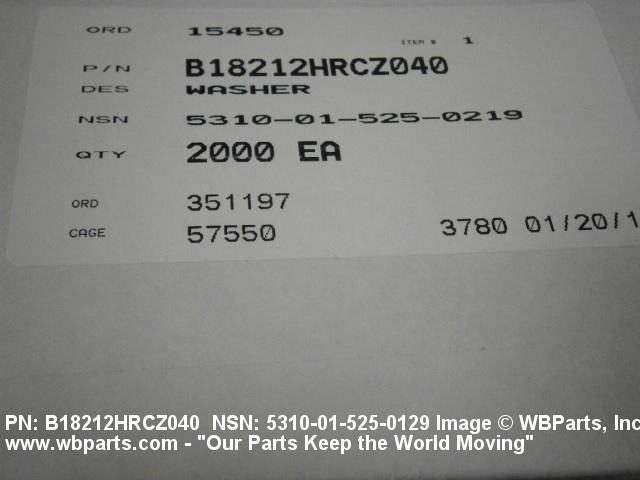 ORD 15450
ITEM # 1
P/N B18212HRCZ040
DES WASHER
NSN 5310-01-525-0219
QTY 2000 EA
ORD 351197
CAGE 57550 3780 01/20/1
PN: B18212HRCZ040 NSN: 5310-01-525-0129 Image © WBParts, Inc
www.wbparts.com - "Our Parts Keep the World Moving"